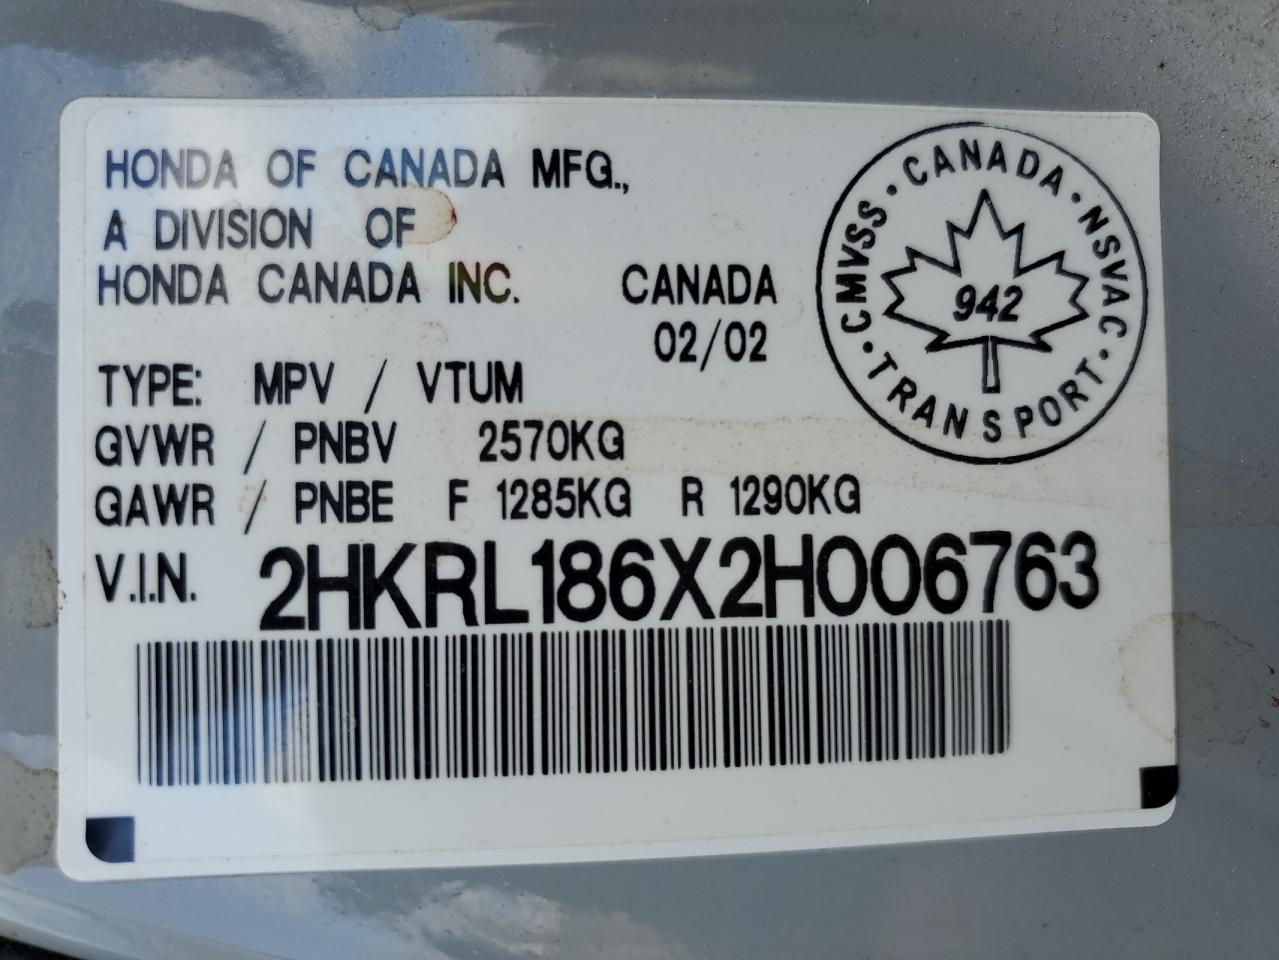 HONDA OF CANADA MFG.,
A DIVISION OF
HONDA CANADA INC.
CANADA
02/02
CMVSS · CANADA · NSVAC · TRANSPORT ·
942
TYPE: MPV / VTUM
GVWR / PNBV 2570KG
GAWR / PNBE F 1285KG R 1290KG
V.I.N. 2HKRL186X2H006763